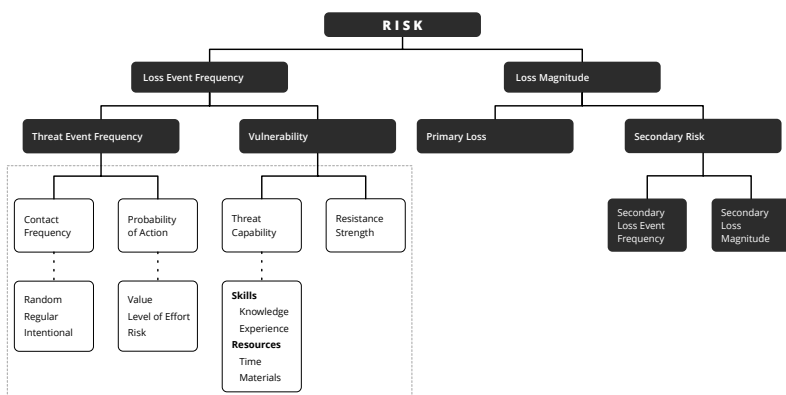 RISK
Loss Event Frequency
Loss Magnitude
Threat Event Frequency
Vulnerability
Primary Loss
Secondary Risk
Contact
Frequency
Probability
of Action
Threat
Capability
Resistance
Strength
Secondary
Loss Event
Frequency
Secondary
Loss
Magnitude
Random
Regular
Intentional
Value
Level of Effort
Risk
Skills
Knowledge
Experience
Resources
Time
Materials